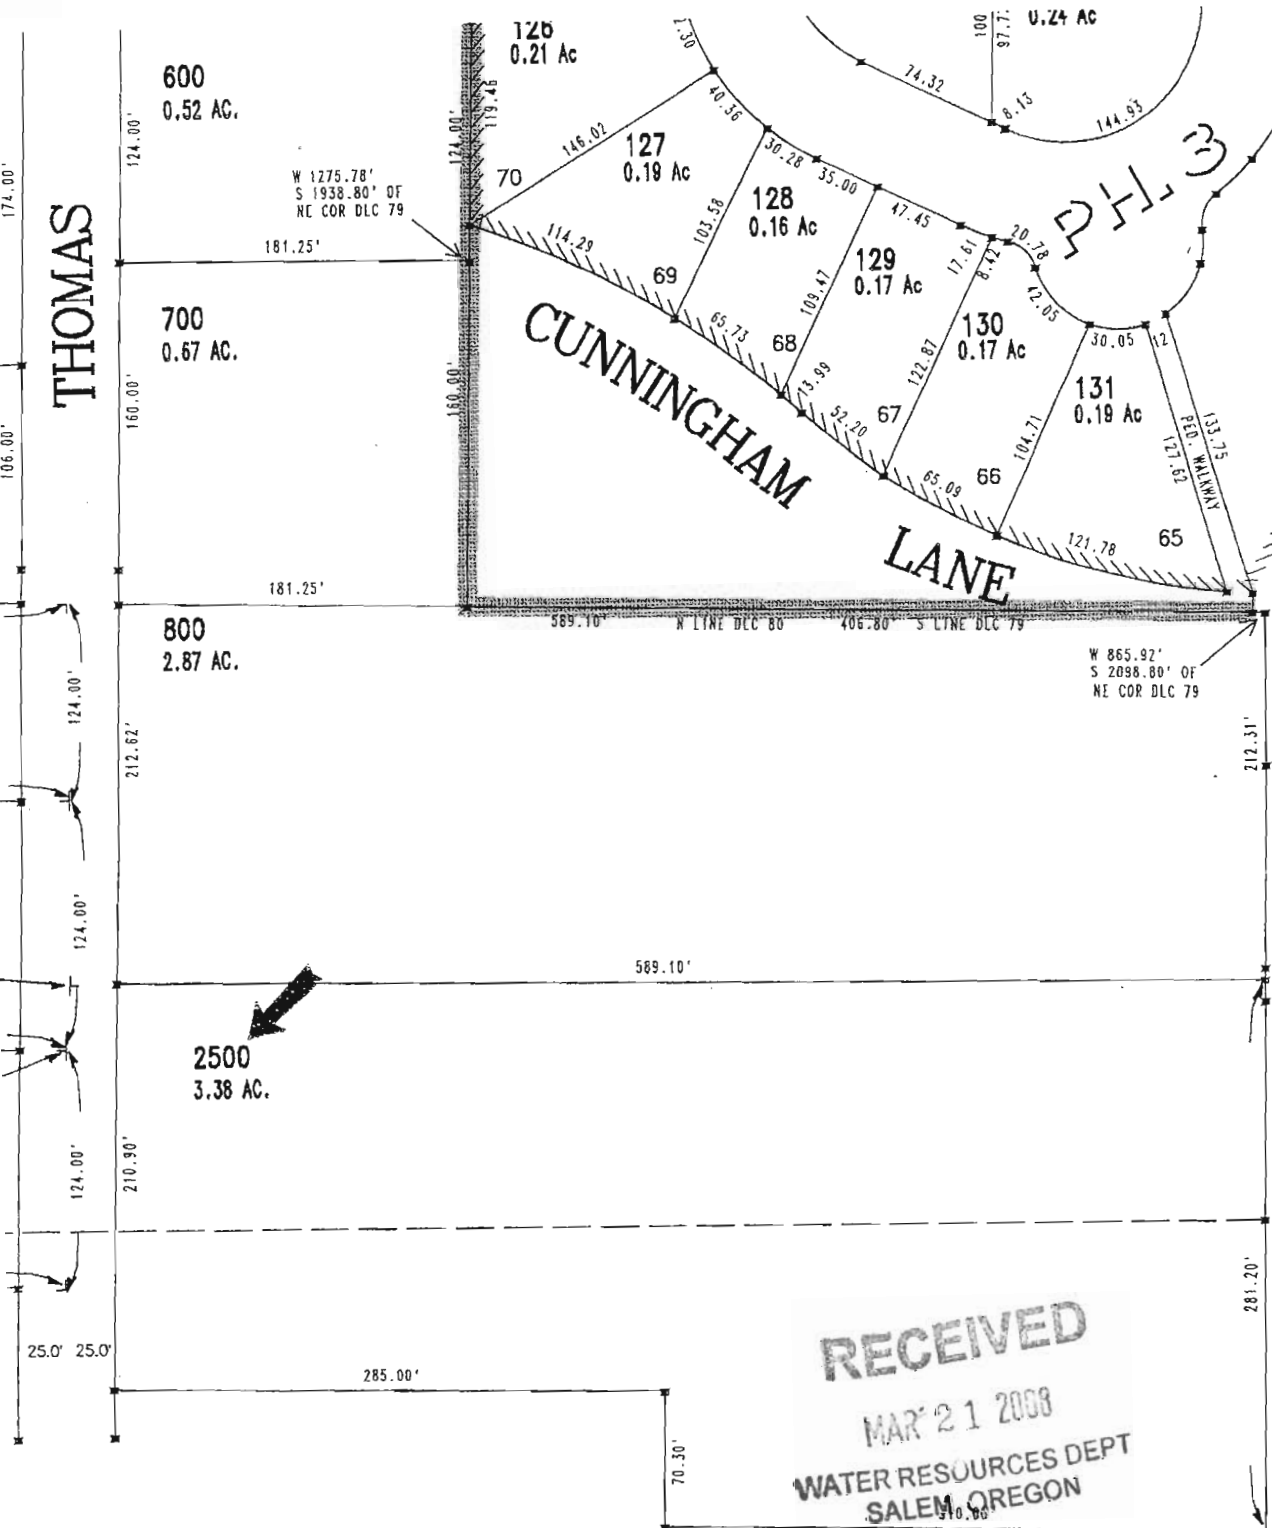 126
0.21 Ac
0.24 Ac
100
97.7
600
0.52 AC.
74.32
8.13
144.93
PH. 3
174.00'
124.00'
124.00'
119.46
2.30
40.36
146.02
127
0.19 Ac
30.28
35.00
W 1275.78'
S 1938.80' OF
NE COR DLC 79
70
128
0.16 Ac
103.58
47.45
THOMAS
181.25'
114.29
17.61
8.42
20.78
69
129
0.17 Ac
109.47
42.05
700
0.67 AC.
CUNNINGHAM
65.73
68
130
0.17 Ac
30.05
12
106.00'
160.00'
160.00'
13.99
122.87
131
0.19 Ac
52.20
67
104.71
133.75
PED. WALKWAY
127.62
65.09
66
121.78
65
LANE
181.25'
589.10' N LINE DLC 80 406.80' S LINE DLC 79
800
2.87 AC.
W 865.92'
S 2098.80' OF
NE COR DLC 79
124.00'
212.62'
212.31'
124.00'
589.10'
2500
3.38 AC.
124.00'
210.90'
281.20'
25.0' 25.0'
285.00'
70.30'
RECEIVED
MAR 21 2008
WATER RESOURCES DEPT
SALEM, OREGON
310.00'